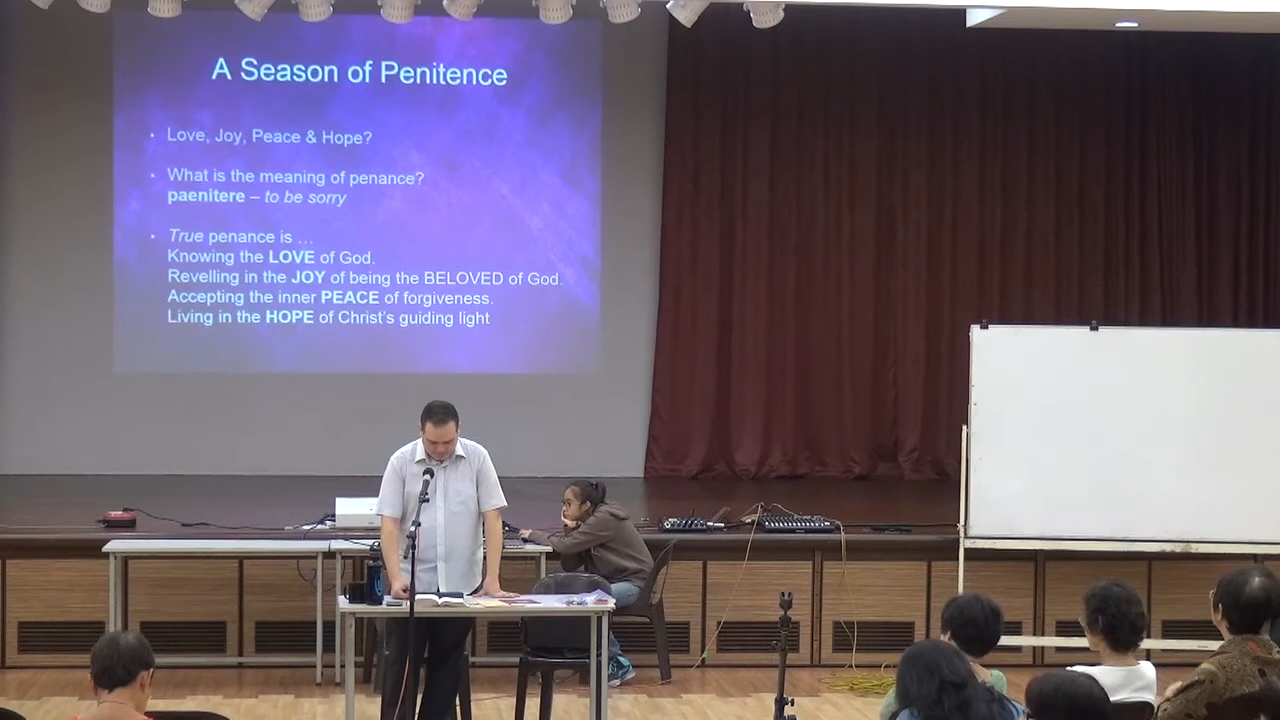 A Season of Penitence
• Love, Joy, Peace & Hope?
• What is the meaning of penance?
paenitere – to be sorry
• True penance is …
Knowing the LOVE of God.
Revelling in the JOY of being the BELOVED of God.
Accepting the inner PEACE of forgiveness.
Living in the HOPE of Christ's guiding light